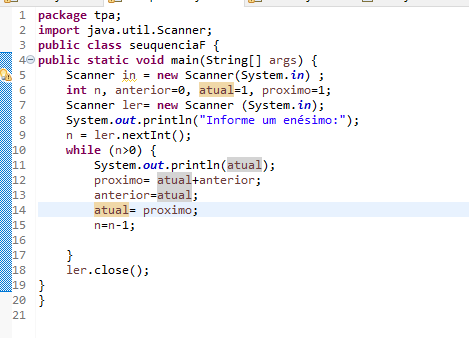 1 package tpa;
2 import java.util.Scanner;
3 public class seuquenciaF {
4 public static void main(String[] args) {
5 Scanner in = new Scanner(System.in) ;
6 int n, anterior=0, atual=1, proximo=1;
7 Scanner ler= new Scanner (System.in);
8 System.out.println("Informe um enésimo:");
9 n = ler.nextInt();
10 while (n>0) {
11 System.out.println(atual);
12 proximo= atual+anterior;
13 anterior=atual;
14 atual= proximo;
15 n=n-1;
16
17 }
18 ler.close();
19 }
20 }
21